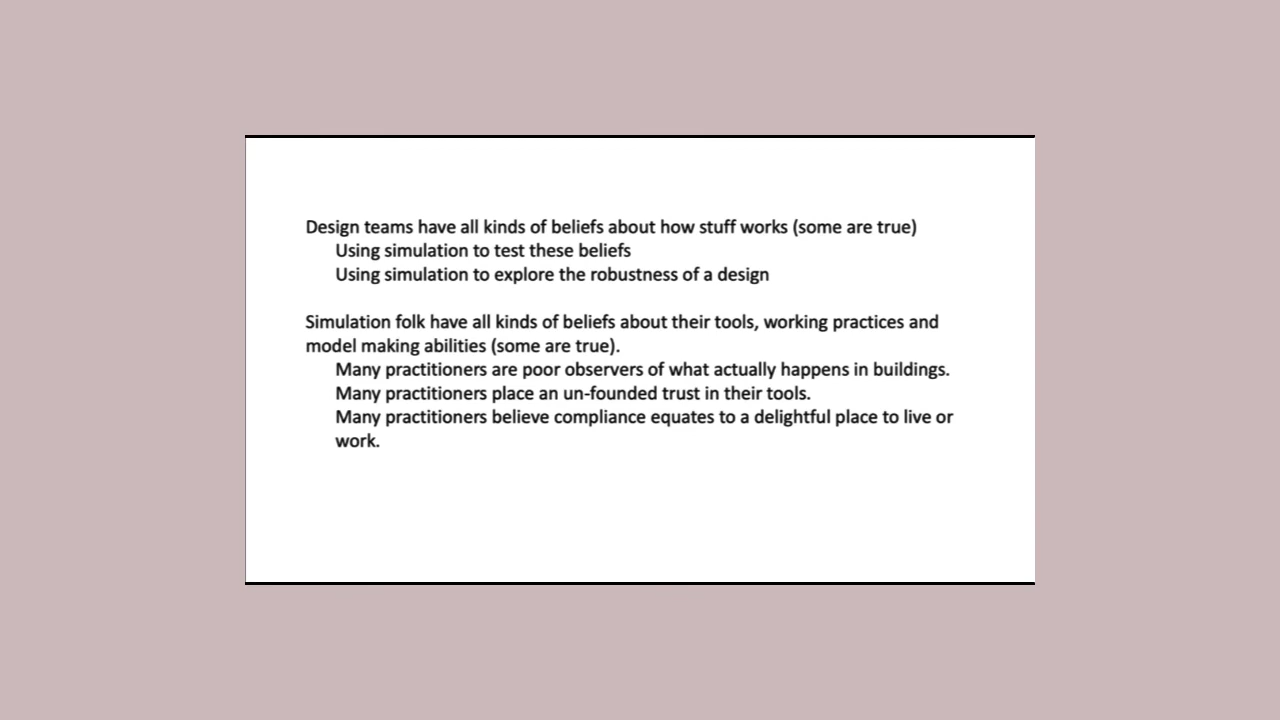 Design teams have all kinds of beliefs about how stuff works (some are true)
Using simulation to test these beliefs
Using simulation to explore the robustness of a design
Simulation folk have all kinds of beliefs about their tools, working practices and
model making abilities (some are true).
Many practitioners are poor observers of what actually happens in buildings.
Many practitioners place an un-founded trust in their tools.
Many practitioners believe compliance equates to a delightful place to live or
work.